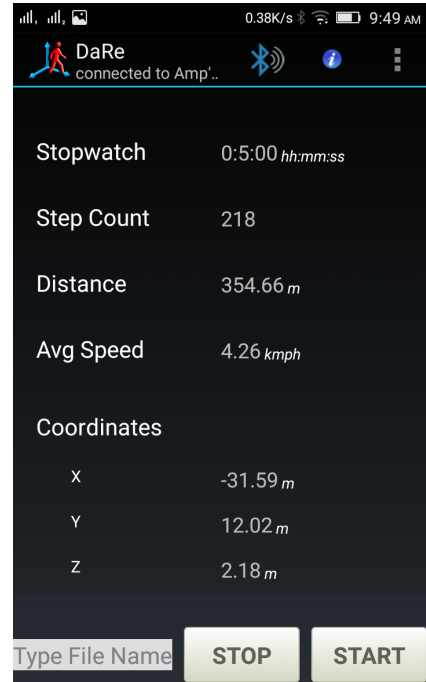 0.38K/s 9:49 AM
DaRe
connected to Amp'..
Stopwatch 0:5:00 hh:mm:ss
Step Count 218
Distance 354.66 m
Avg Speed 4.26 kmph
Coordinates
X -31.59 m
Y 12.02 m
Z 2.18 m
Type File Name STOP START